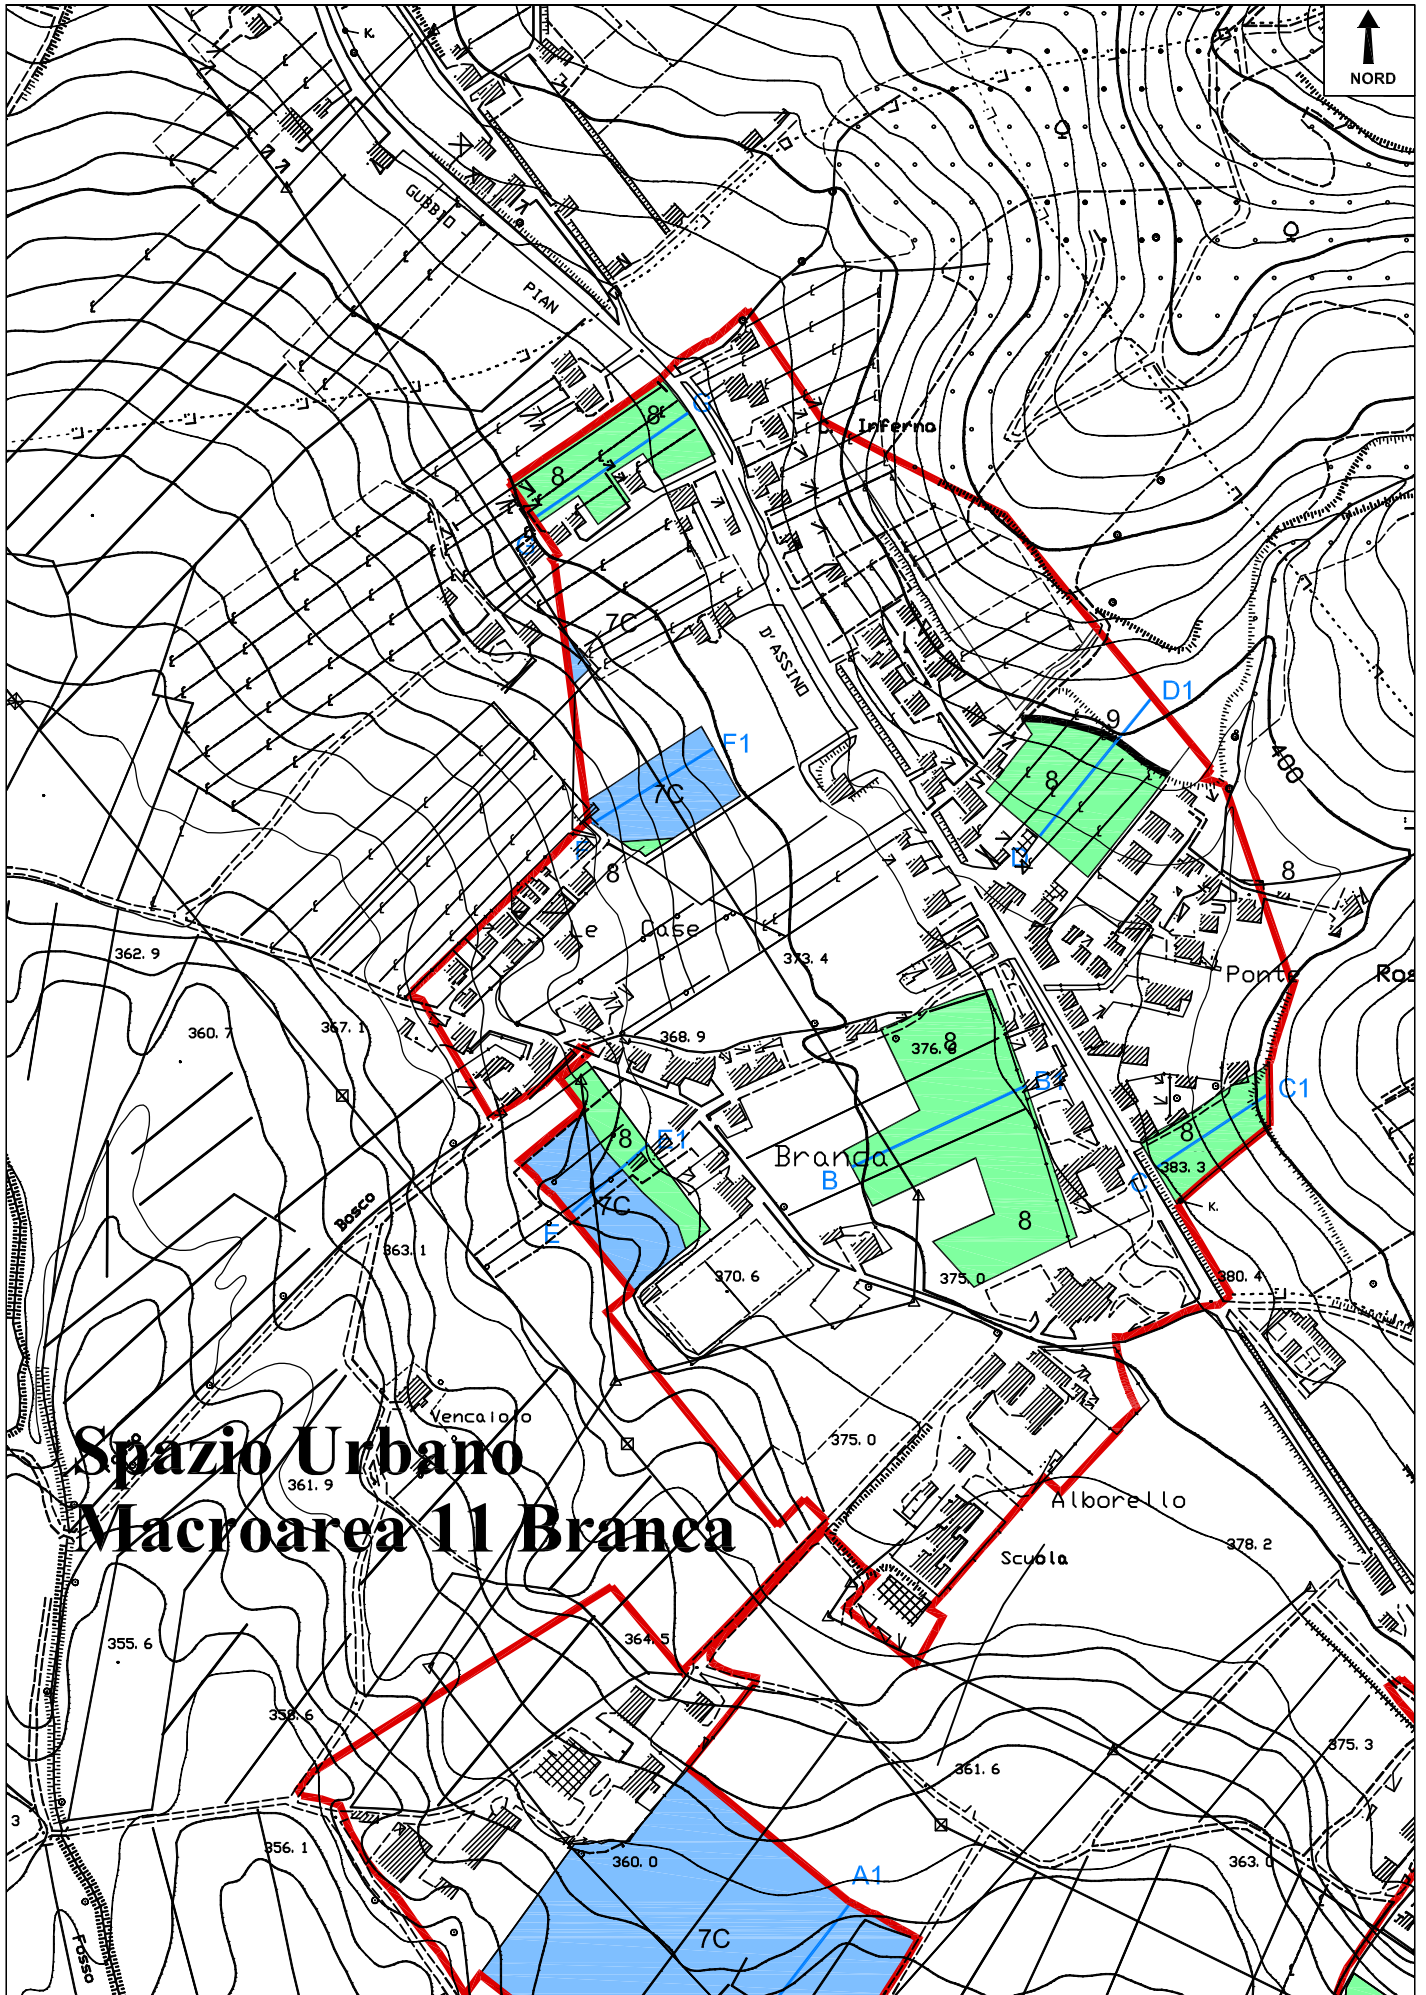 K.
NORD
GUBBIO -
PIAN
G
8
8
Inferno
G
7C
D'ASSINO
D1
9
F1
400
8
7C
F
D
8
8
Le Case
362. 9
373. 4
Ponte
Ros
360. 7
367. 1
368. 9
376. 6
8
B1
C1
8
E1
8
Branca
383. 3
B
C
Bosco
7C
K.
E
8
363. 1
370. 6
375. 0
380. 4
Vencaiolo
375. 0
Spazio Urbano
361. 9
Alborello
Macroarea 11 Branca
378. 2
Scuola
355. 6
364. 5
358. 6
375. 3
361. 6
3
356. 1
360. 0
363. 0
A1
7C
Fosso